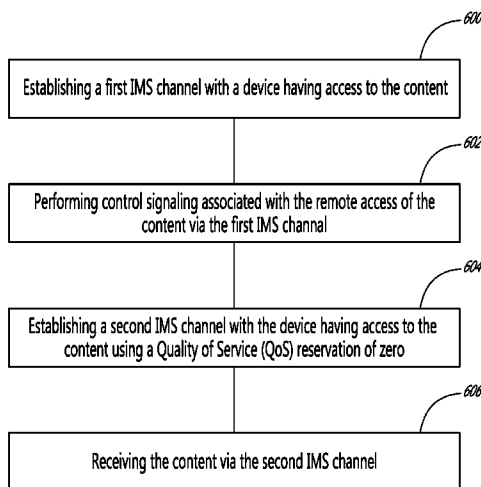 600
Establishing a first IMS channel with a device having access to the content
602
Performing control signaling associated with the remote access of the
content via the first IMS channel
604
Establishing a second IMS channel with the device having access to the
content using a Quality of Service (QoS) reservation of zero
606
Receiving the content via the second IMS channel